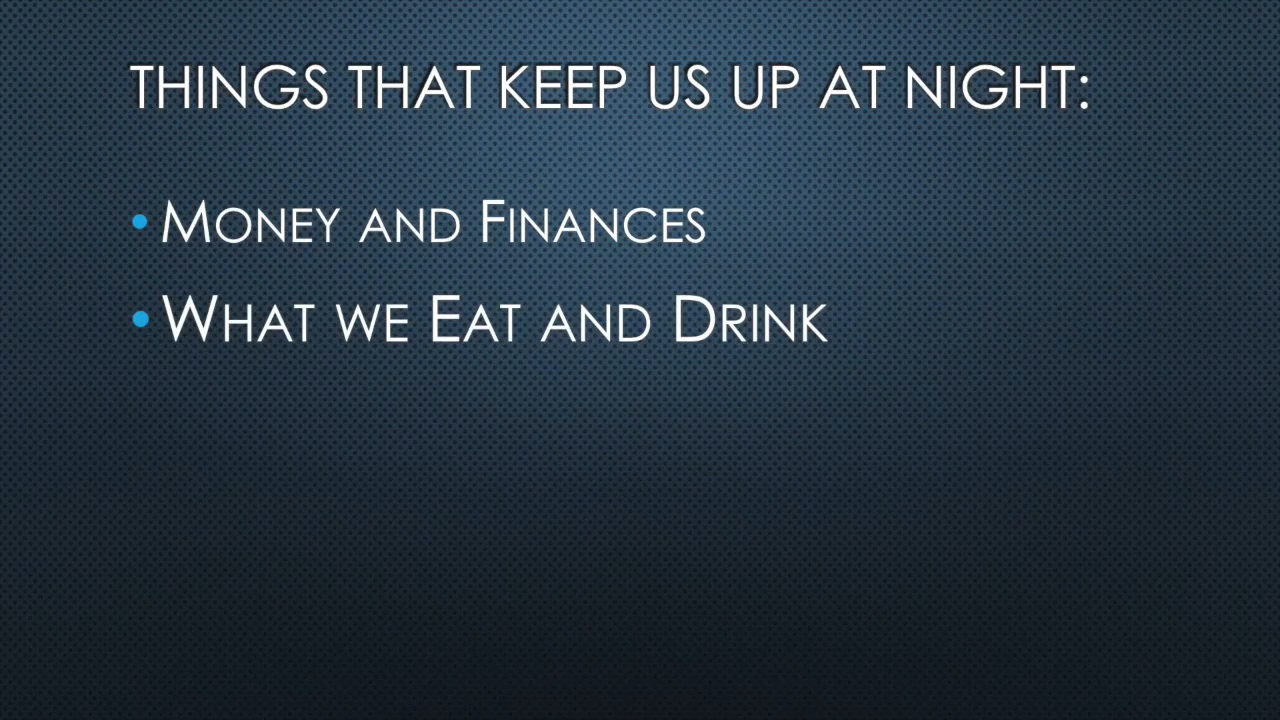 THINGS THAT KEEP US UP AT NIGHT:
• MONEY AND FINANCES
• WHAT WE EAT AND DRINK